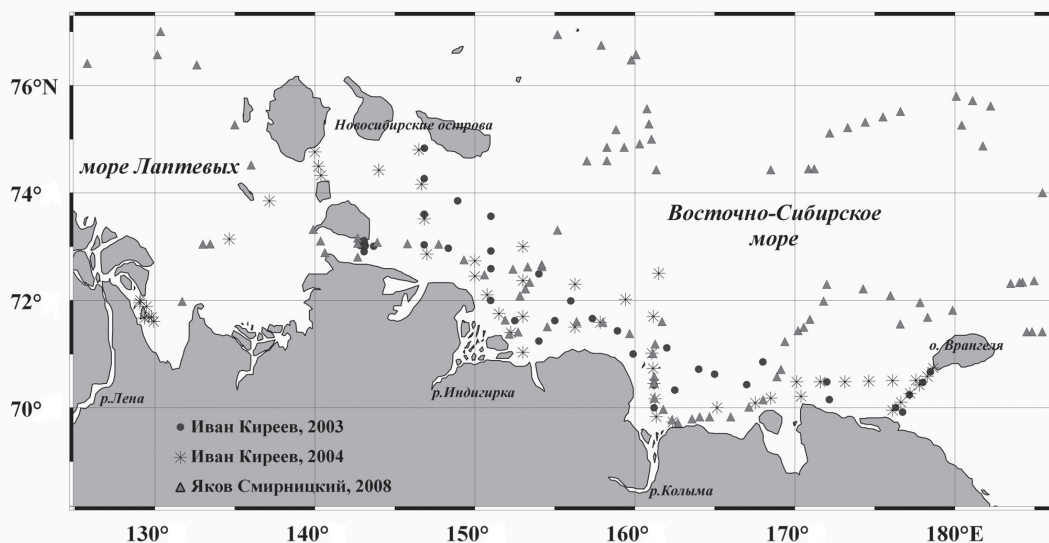 76°N
Новосибирские острова
море Лаптевых
74°
Восточно-Сибирское
море
72°
о. Врангеля
р.Лена
р.Индигирка
70°
Иван Киреев, 2003
Иван Киреев, 2004
Яков Смирницкий, 2008
р.Колыма
130°
140°
150°
160°
170°
180°E